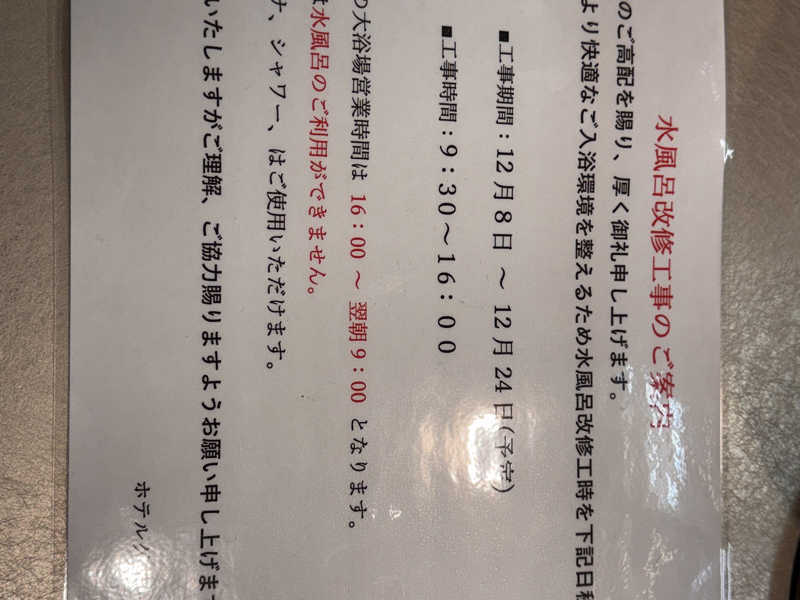 水風呂改修工事のご案内
のご高配を賜り、厚く御礼申し上げます。
より快適なご入浴環境を整えるため水風呂改修工時を下記日程
■工事期間：12月8日 ～ 12月24日(予定)
■工事時間：9：30～16：00
の大浴場営業時間は 16：00 ～ 翌朝9：00 となります。
は水風呂のご利用ができません。
ナ、シャワー、はご使用いただけます。
いたしますがご理解、ご協力賜りますようお願い申し上げます
ホテル